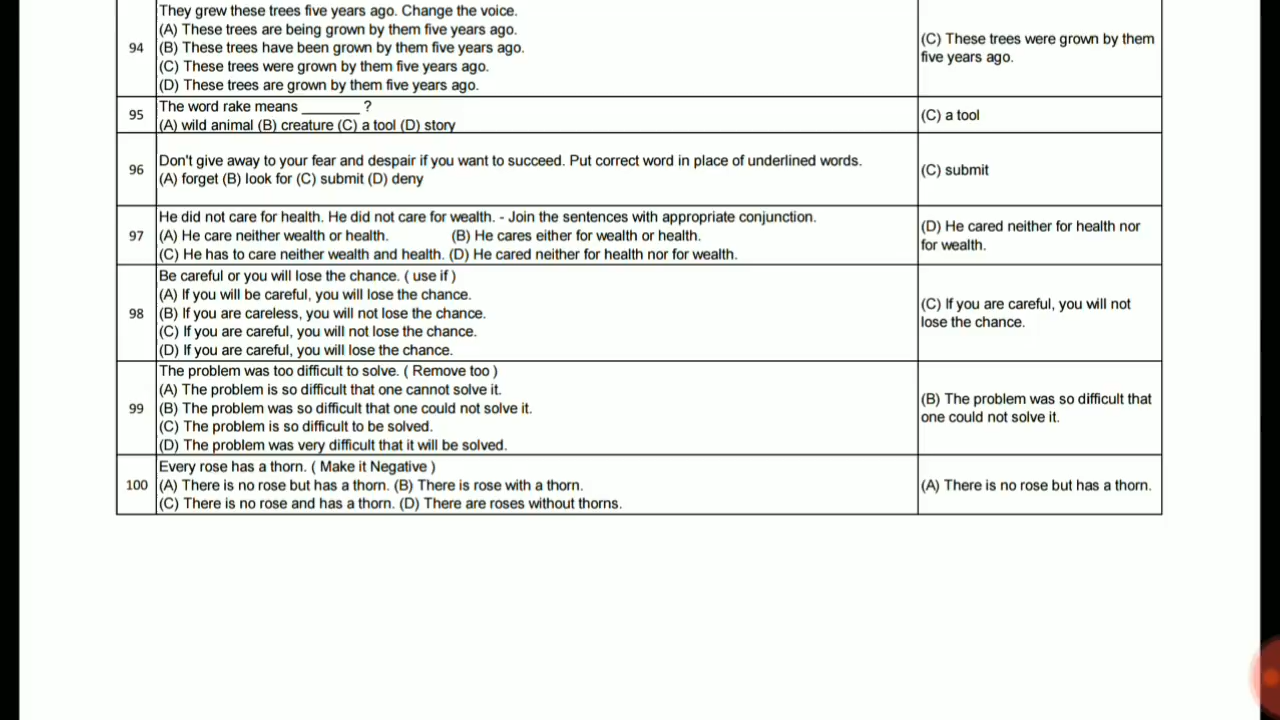 They grew these trees five years ago. Change the voice.
(A) These trees are being grown by them five years ago.
94
(B) These trees have been grown by them five years ago.
(C) These trees were grown by them five years ago.
(D) These trees are grown by them five years ago.
(C) These trees were grown by them
five years ago.
95
The word rake means _______ ?
(A) wild animal (B) creature (C) a tool (D) story
(C) a tool
96
Don't give away to your fear and despair if you want to succeed. Put correct word in place of underlined words.
(A) forget (B) look for (C) submit (D) deny
(C) submit
97
He did not care for health. He did not care for wealth. - Join the sentences with appropriate conjunction.
(A) He care neither wealth or health. (B) He cares either for wealth or health.
(C) He has to care neither wealth and health. (D) He cared neither for health nor for wealth.
(D) He cared neither for health nor
for wealth.
98
Be careful or you will lose the chance. ( use if )
(A) If you will be careful, you will lose the chance.
(B) If you are careless, you will not lose the chance.
(C) If you are careful, you will not lose the chance.
(D) If you are careful, you will lose the chance.
(C) If you are careful, you will not
lose the chance.
99
The problem was too difficult to solve. ( Remove too )
(A) The problem is so difficult that one cannot solve it.
(B) The problem was so difficult that one could not solve it.
(C) The problem is so difficult to be solved.
(D) The problem was very difficult that it will be solved.
(B) The problem was so difficult that
one could not solve it.
100
Every rose has a thorn. ( Make it Negative )
(A) There is no rose but has a thorn. (B) There is rose with a thorn.
(C) There is no rose and has a thorn. (D) There are roses without thorns.
(A) There is no rose but has a thorn.